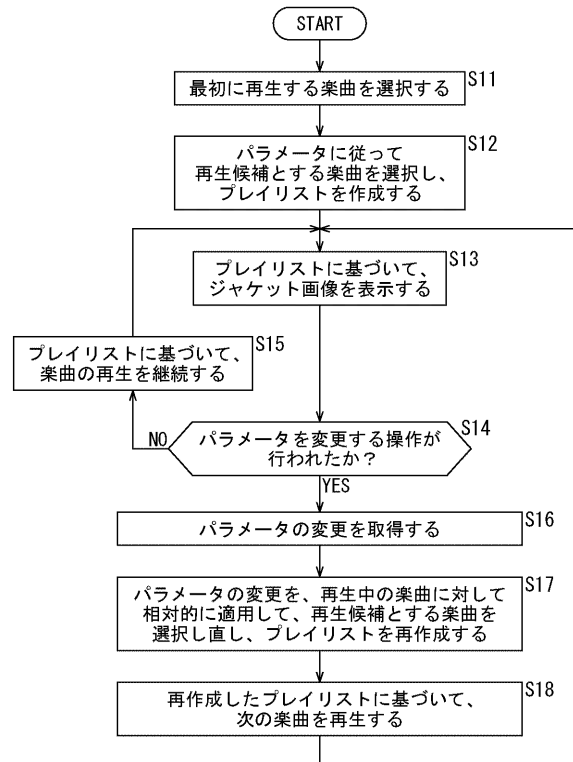 START
最初に再生する楽曲を選択する
S11
パラメータに従って
再生候補とする楽曲を選択し、
プレイリストを作成する
S12
プレイリストに基づいて、
ジャケット画像を表示する
S13
プレイリストに基づいて、
楽曲の再生を継続する
S15
NO
パラメータを変更する操作が
行われたか？
S14
YES
パラメータの変更を取得する
S16
パラメータの変更を、再生中の楽曲に対して
相対的に適用して、再生候補とする楽曲を
選択し直し、プレイリストを再作成する
S17
再作成したプレイリストに基づいて、
次の楽曲を再生する
S18